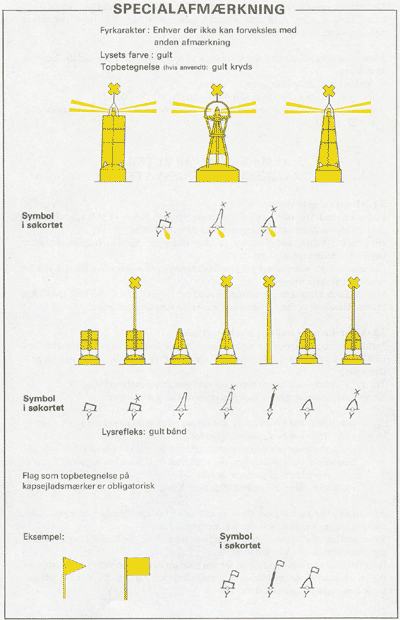 SPECIALAFMÆRKNING
Fyrkarakter : Enhver der ikke kan forveksles med
anden afmærkning
Lysets farve : gult
Topbetegnelse (hvis anvendt): gult kryds
Symbol
i søkortet
Y
Y
Y
Symbol
i søkortet
Y
Y
Y
Y
Y
Y
Y
Lysrefleks: gult bånd
Flag som topbetegnelse på
kapsejladsmærker er obligatorisk
Eksempel:
Symbol
i søkortet
Y
Y
Y